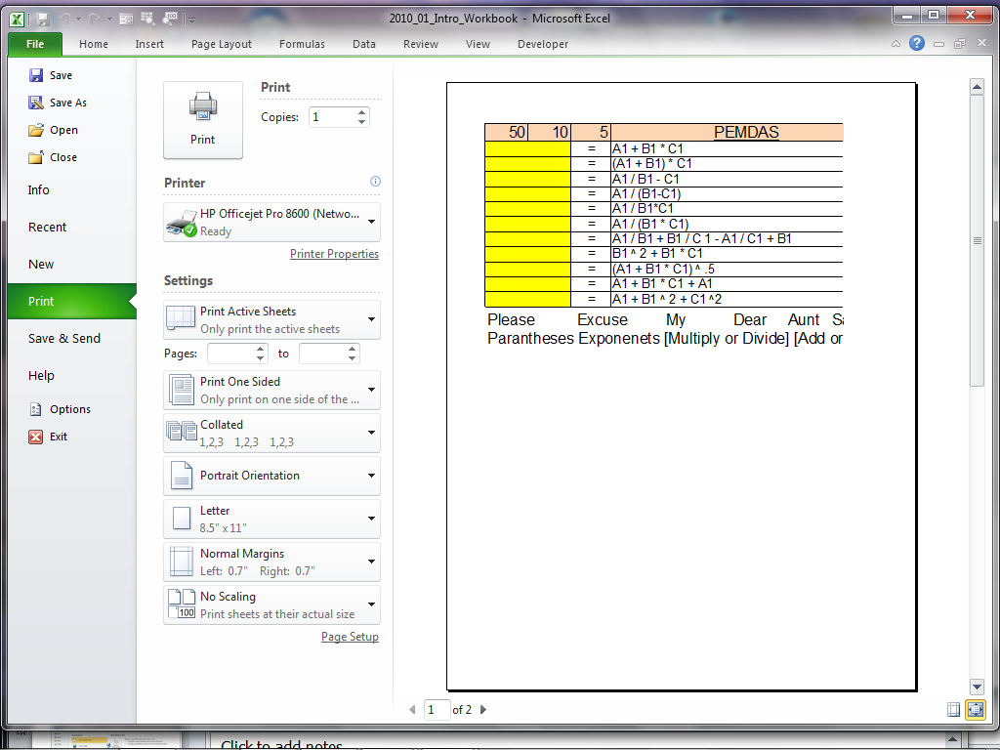 2010_01_Intro_Workbook - Microsoft Excel
File Home Insert Page Layout Formulas Data Review View Developer
Save
Save As
Open
Close
Info
Recent
New
Print
Save & Send
Help
Options
Exit
Print
Print
Copies: 1
Printer
HP Officejet Pro 8600 (Netwo...
Ready
Printer Properties
Settings
Print Active Sheets
Only print the active sheets
Pages: to
Print One Sided
Only print on one side of the ...
Collated
1,2,3 1,2,3 1,2,3
Portrait Orientation
Letter
8.5" x 11"
Normal Margins
Left: 0.7" Right: 0.7"
No Scaling
100
Print sheets at their actual size
Page Setup
50 10 5 PEMDAS
= A1 + B1 * C1
= (A1 + B1) * C1
= A1 / B1 - C1
= A1 / (B1-C1)
= A1 / B1*C1
= A1 / (B1 * C1)
= A1 / B1 + B1 / C 1 - A1 / C1 + B1
= B1 ^ 2 + B1 * C1
= (A1 + B1 * C1) ^ .5
= A1 + B1 * C1 + A1
= A1 + B1 ^ 2 + C1 ^2
Please Excuse My Dear Aunt Sa
Parantheses Exponenets [Multiply or Divide] [Add or
1 of 2
Click to add notes